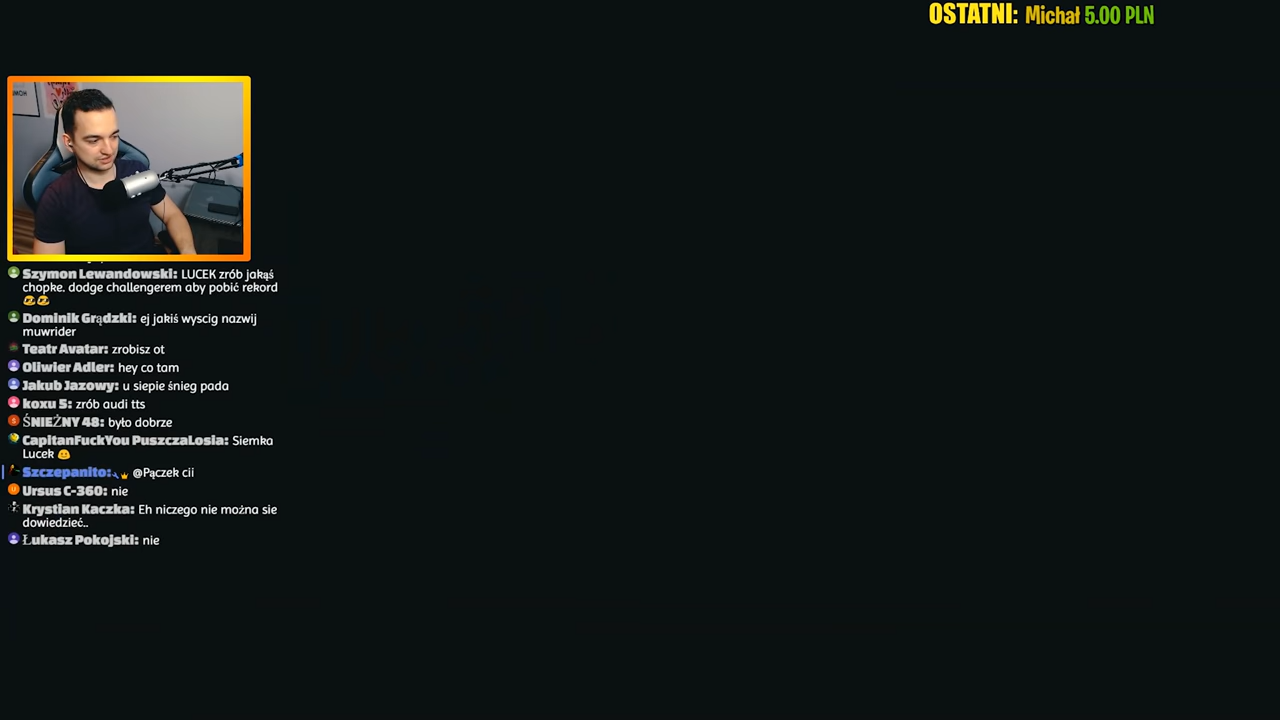 OSTATNI: Michał 5.00 PLN
Szymon Lewandowski: LUCEK zrób jakąś
chopke. dodge challengerem aby pobić rekord
Dominik Grądzki: ej jakiś wyscig nazwij
muwrider
Teatr Avatar: zrobisz ot
Oliwier Adler: hey co tam
Jakub Jazowy: u siepie śnieg pada
koxu 5: zrób audi tts
ŚNIEŻNY 48: było dobrze
CapitanFuckYou PuszczaLosia: Siemka
Lucek
Szczepanito: @Pączek cii
Ursus C-360: nie
Krystian Kaczka: Eh niczego nie można sie
dowiedzieć..
Łukasz Pokojski: nie